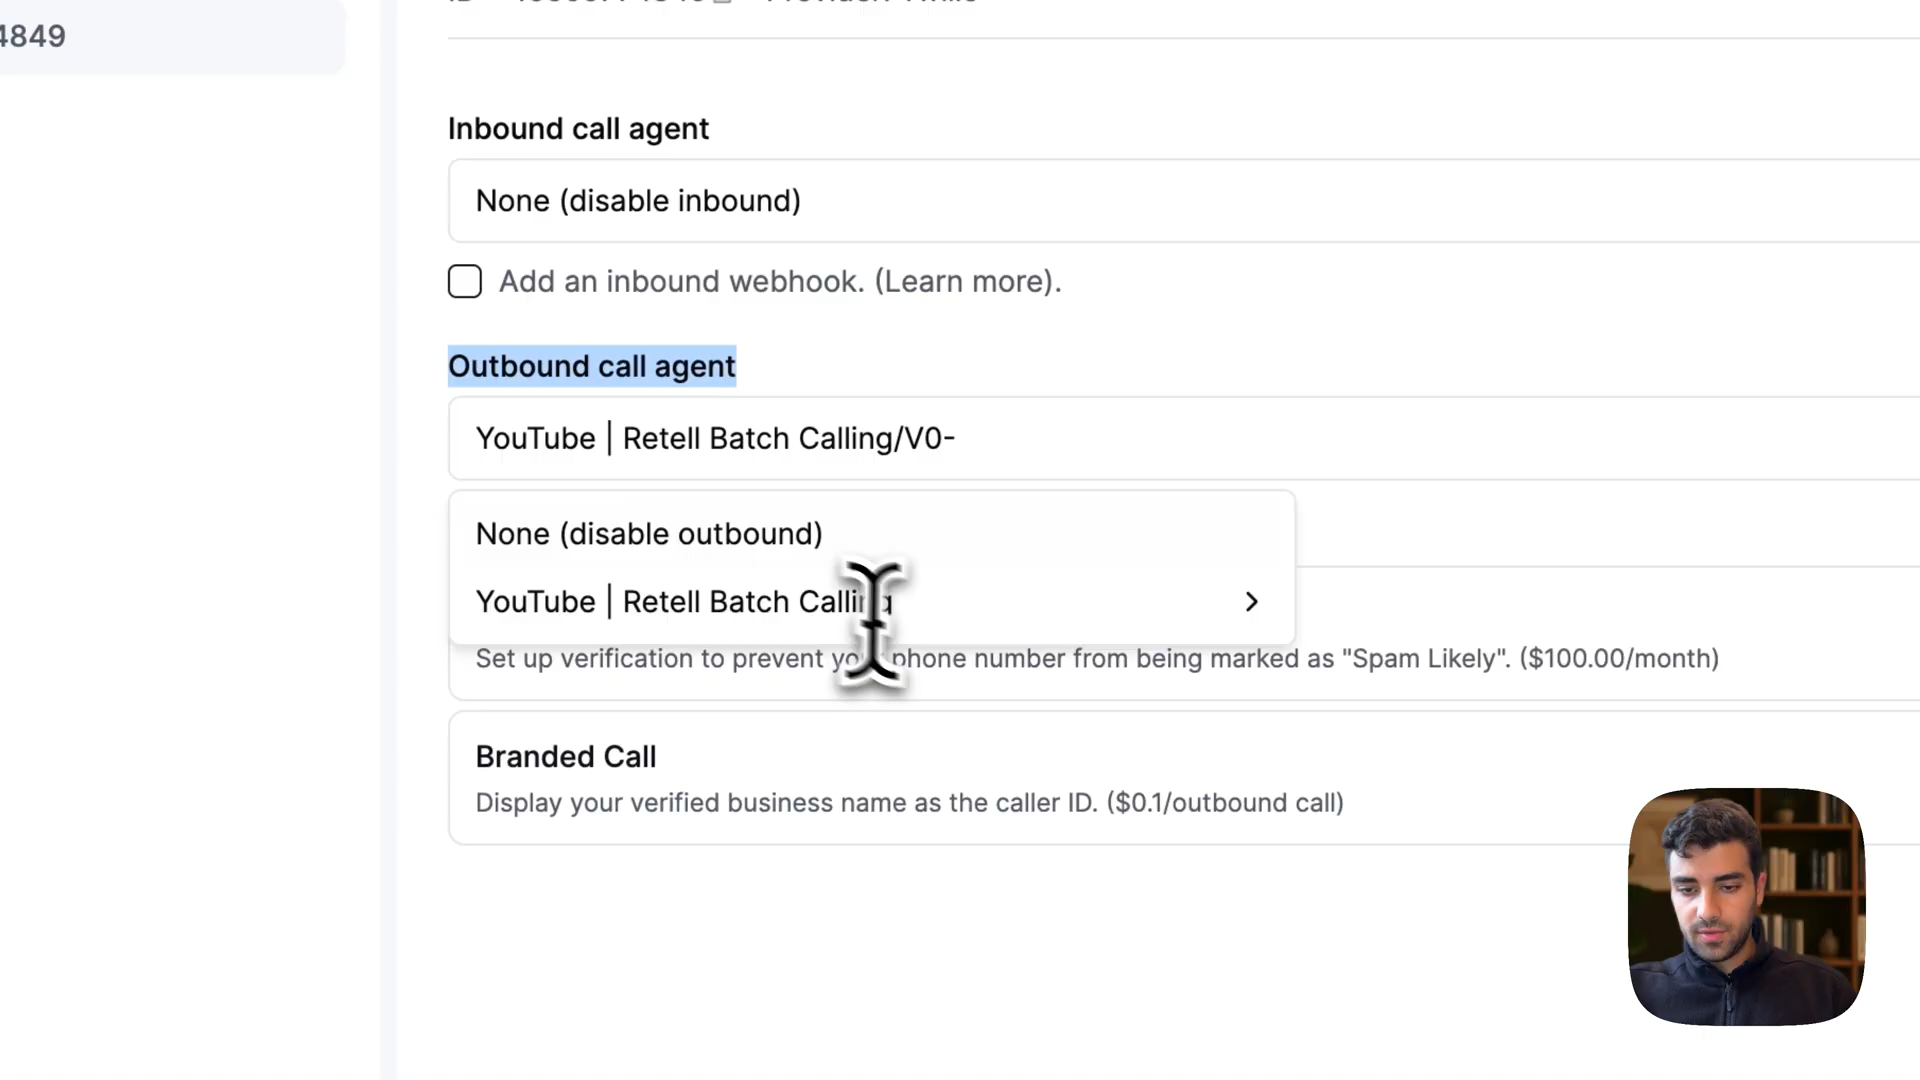 4849
Inbound call agent
None (disable inbound)
Add an inbound webhook. (Learn more).
Outbound call agent
YouTube | Retell Batch Calling/V0-
None (disable outbound)
YouTube | Retell Batch Calling
Set up verification to prevent your phone number from being marked as "Spam Likely". ($100.00/month)
Branded Call
Display your verified business name as the caller ID. ($0.1/outbound call)